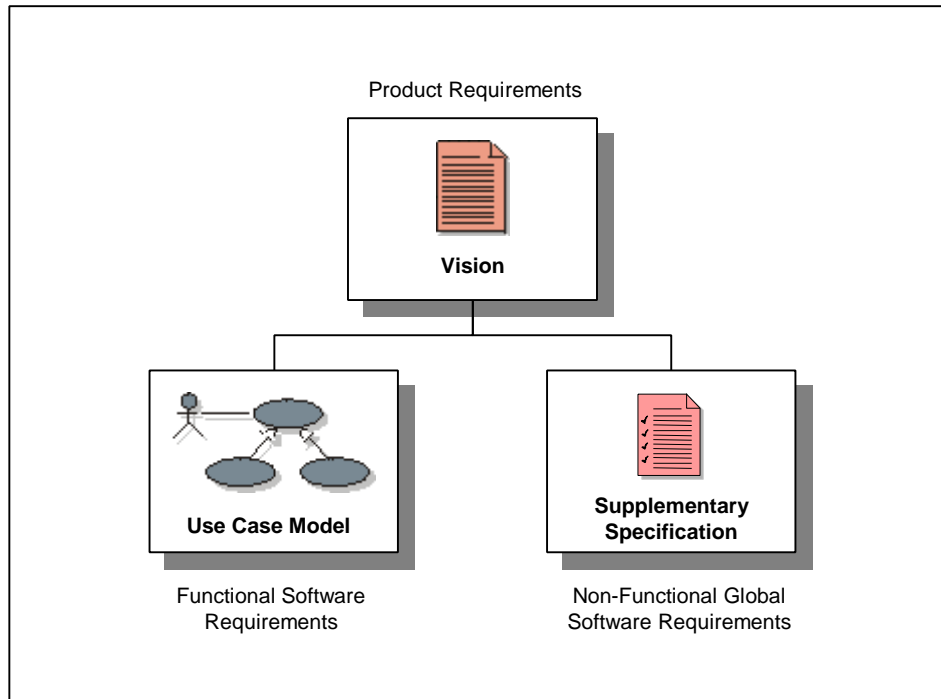 Product Requirements
Vision
Use Case Model
Supplementary
Specification
Functional Software
Requirements
Non-Functional Global
Software Requirements